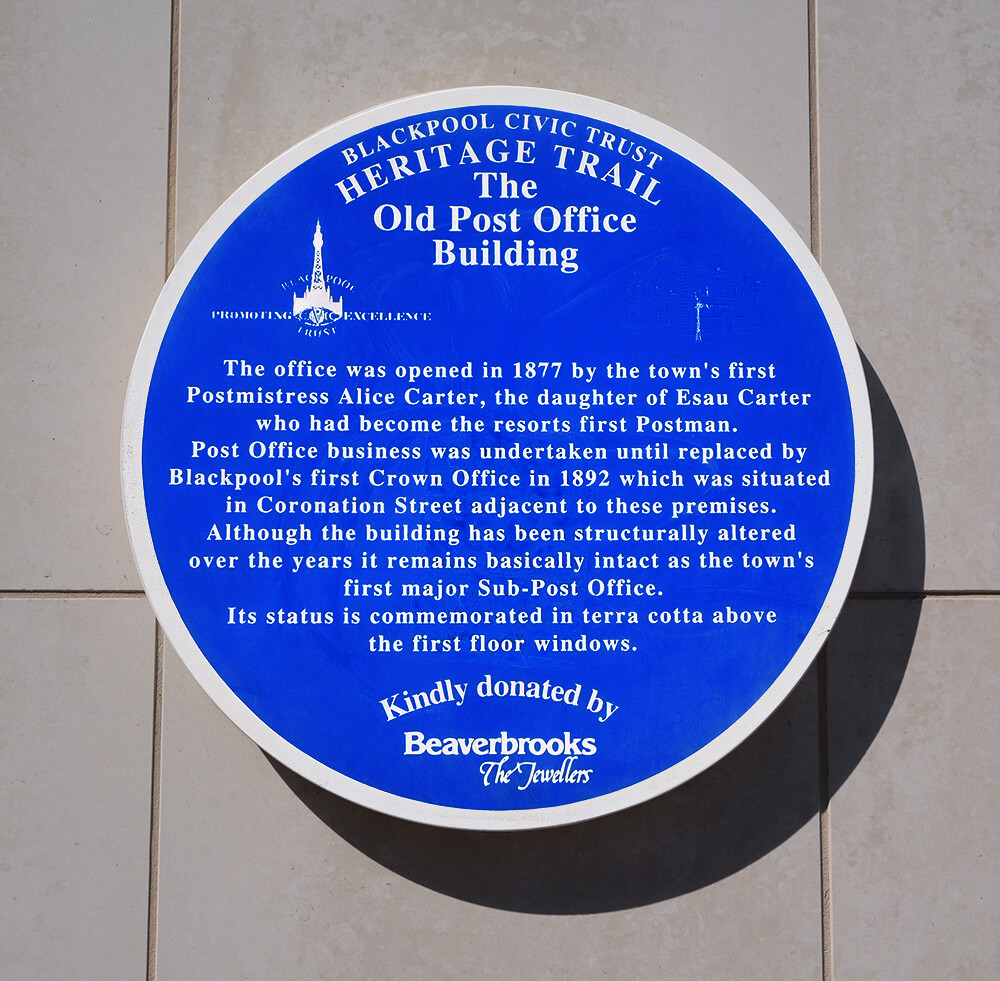 BLACKPOOL CIVIC TRUST
HERITAGE TRAIL
The
Old Post Office
Building
BLACKPOOL
PROMOTING CIVIC EXCELLENCE
TRUST
The office was opened in 1877 by the town's first
Postmistress Alice Carter, the daughter of Esau Carter
who had become the resorts first Postman.
Post Office business was undertaken until replaced by
Blackpool's first Crown Office in 1892 which was situated
in Coronation Street adjacent to these premises.
Although the building has been structurally altered
over the years it remains basically intact as the town's
first major Sub-Post Office.
Its status is commemorated in terra cotta above
the first floor windows.
Kindly donated by
Beaverbrooks
The Jewellers